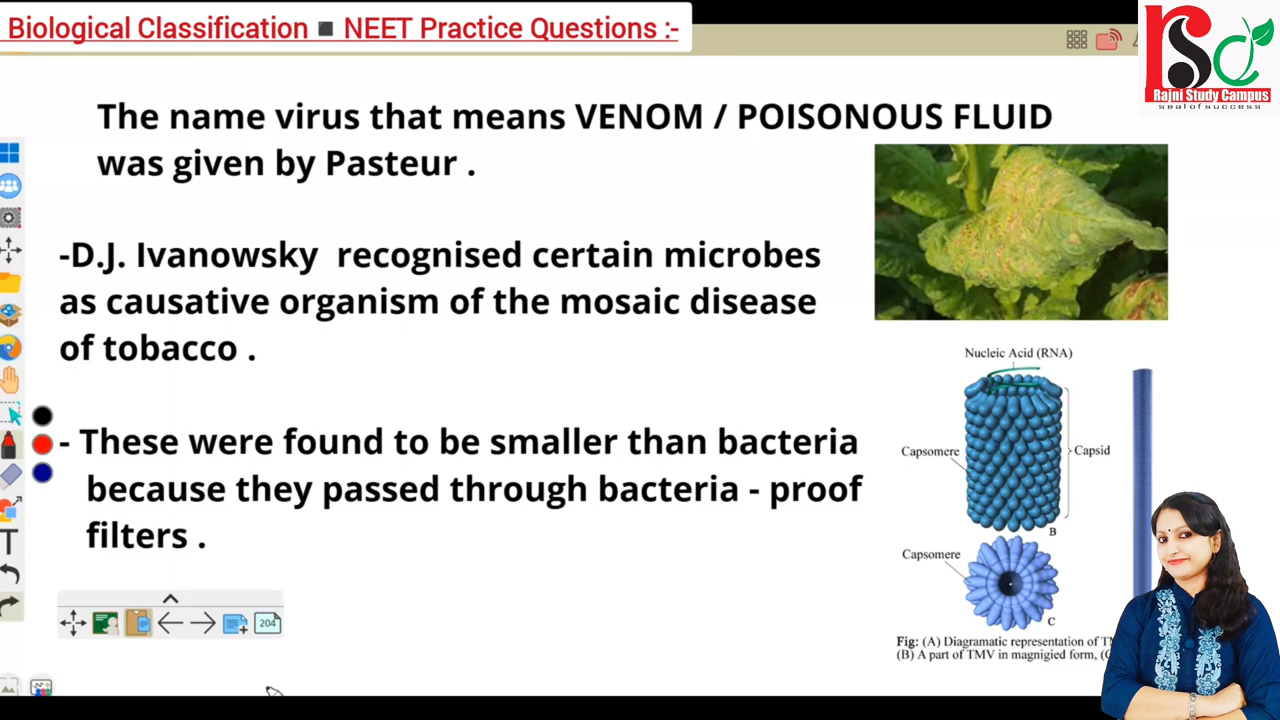 Biological Classification ◾ NEET Practice Questions :-
Rajni Study Campus
seal of success
The name virus that means VENOM / POISONOUS FLUID
was given by Pasteur .
-D.J. Ivanowsky recognised certain microbes
as causative organism of the mosaic disease
of tobacco .
- These were found to be smaller than bacteria
because they passed through bacteria - proof
filters .
Nucleic Acid (RNA)
Capsomere
Capsid
B
Capsomere
C
Fig: (A) Diagramatic representation of
(B) A part of TMV in magnigied form,
204